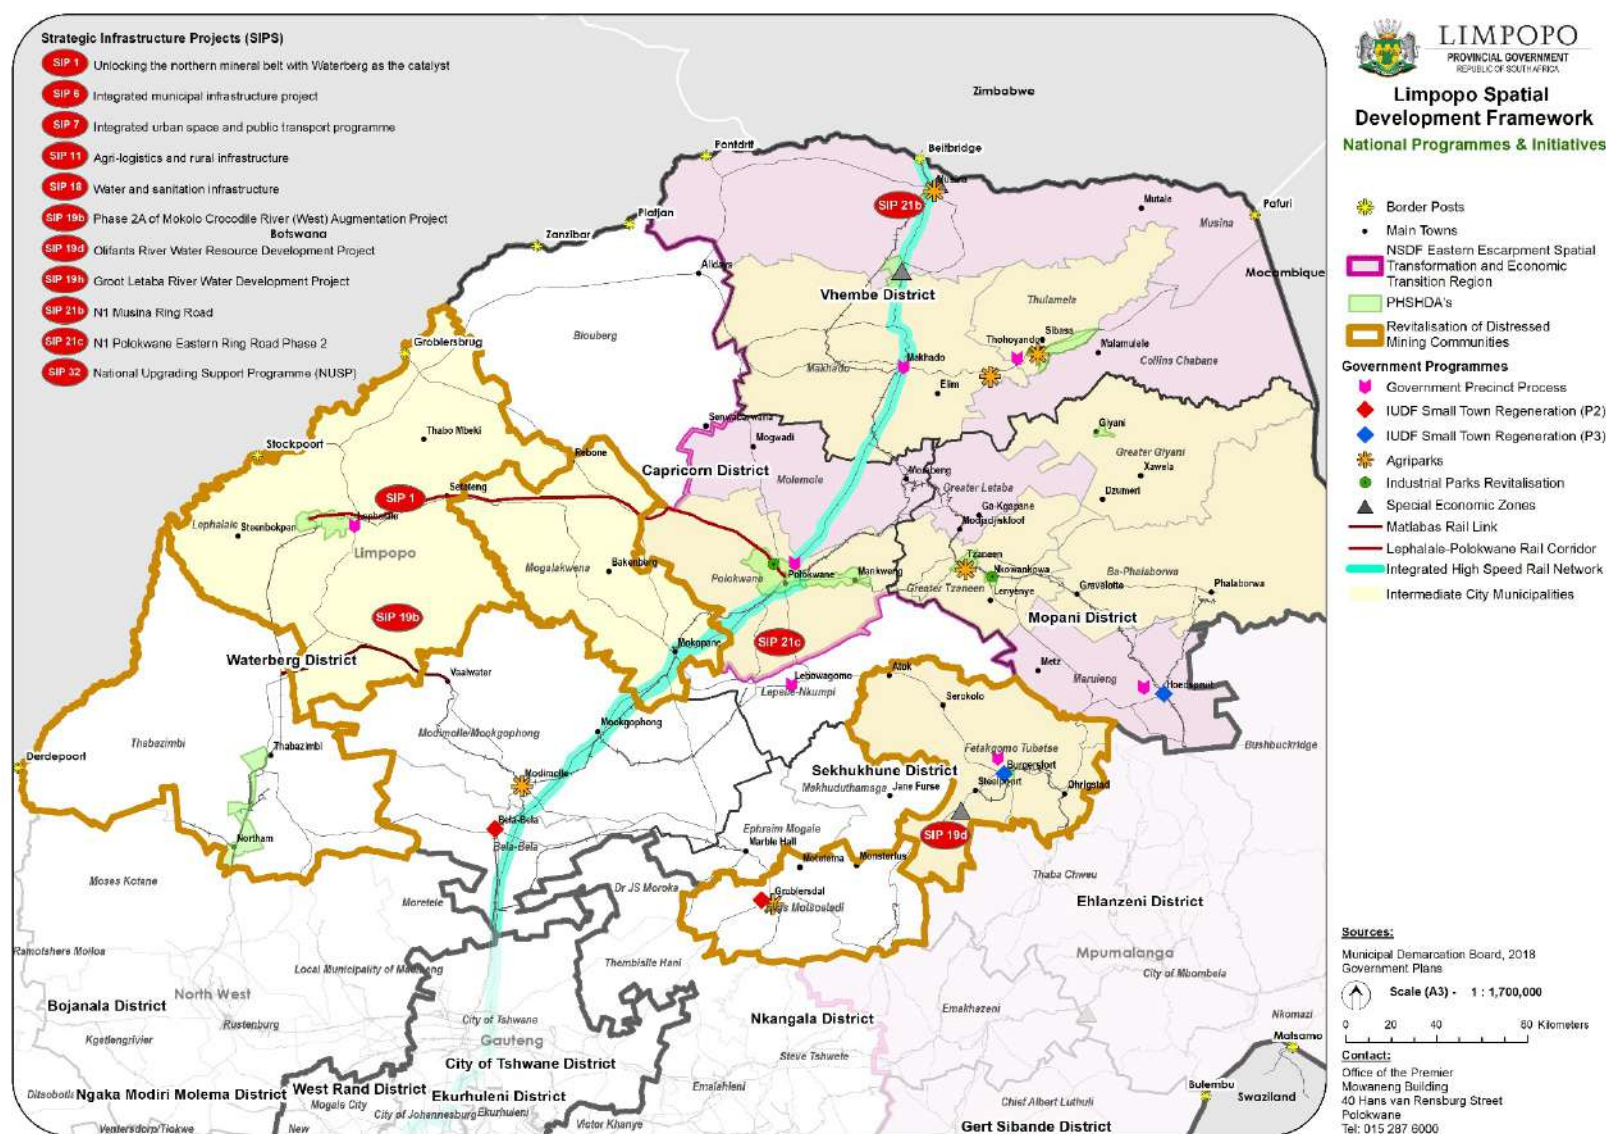 Strategic Infrastructure Projects (SIPS)
SIP 1 Unlocking the northern mineral belt with Waterberg as the catalyst
SIP 6 Integrated municipal infrastructure project
SIP 7 Integrated urban space and public transport programme
SIP 11 Agri-logistics and rural infrastructure
SIP 18 Water and sanitation infrastructure
SIP 19b Phase 2A of Mokolo Crocodile River (West) Augmentation Project
Botswana
SIP 19d Olifants River Water Resource Development Project
SIP 19h Groot Letaba River Water Development Project
SIP 21b N1 Musina Ring Road
SIP 21c N1 Polokwane Eastern Ring Road Phase 2
SIP 32 National Upgrading Support Programme (NUSP)
LIMPOPO
PROVINCIAL GOVERNMENT
REPUBLIC OF SOUTH AFRICA
Limpopo Spatial
Development Framework
National Programmes & Initiatives
Border Posts
Main Towns
NSDF Eastern Escarpment Spatial
Transformation and Economic
Transition Region
PHSHDA's
Revitalisation of Distressed
Mining Communities
Government Programmes
Government Precinct Process
IUDF Small Town Regeneration (P2)
IUDF Small Town Regeneration (P3)
Agriparks
Industrial Parks Revitalisation
Special Economic Zones
Matlabas Rail Link
Lephalale-Polokwane Rail Corridor
Integrated High Speed Rail Network
Intermediate City Municipalities
Zimbabwe
Pontdrif
Beitbridge
Musina
SIP 21b
Mutale
Pafuri
Musina
Platjan
Zanzibar
Alldays
Mocambique
Vhembe District
Thulamela
Sibasa
Thohoyandou
Malamulele
Collins Chabane
Blouberg
Groblersbrug
Makhado
Makhado
Elim
Senwabarwana
Mogwadi
Giyani
Greater Giyani
Xawela
Dzumeri
Thabo Mbeki
Stockpoort
Rebone
Capricorn District
Molemole
Greater Letaba
Ga-Kgapane
Modjadjiskloof
SIP 1
Seteteng
Lephalale
Lephalale
Steenbokpan
Limpopo
Mogalakwena
Bakenberg
Polokwane
Polokwane
Mankweng
Tzaneen
Nkowankowa
Greater Tzaneen
Lenyenye
Gravelotte
Ba-Phalaborwa
Phalaborwa
Mopani District
SIP 19b
SIP 21c
Waterberg District
Vaalwater
Mokopane
Lebowagomo
Lepelle-Nkumpi
Atok
Metz
Maruleng
Hoedspruit
Serokolo
Mookgophong
Modimolle/Mookgophong
Thabazimbi
Thabazimbi
Derdepoort
Bushbuckridge
Fetakgomo Tubatse
Burgersfort
Steelpoort
Ohrigstad
Sekhukhune District
Makhuduthamaga
Jane Furse
Modimolle
Bela-Bela
Bela-Bela
Northam
Ephraim Mogale
Marble Hall
SIP 19d
Motetema
Monsterlus
Moses Kotane
Moretele
Dr JS Moroka
Groblersdal
Elias Motsoaledi
Thaba Chweu
Ehlanzeni District
Ramotshere Moiloa
Local Municipality of Madibeng
Thembisile Hani
Mpumalanga
City of Mbombela
Bojanala District
North West
Rustenburg
Kgetlengrivier
City of Tshwane
Gauteng
City of Tshwane District
Nkangala District
Emakhazeni
Nkomazi
Steve Tshwete
Matsamo
Emalahleni
Ditsobotla
Ngaka Modiri Molema District
West Rand District
Mogale City
Ekurhuleni District
City of Johannesburg
Ekurhuleni
Victor Khanye
Ventersdorp/Tlokwe
New
Chief Albert Luthuli
Gert Sibande District
Bulembu
Swaziland
Sources:
Municipal Demarcation Board, 2018
Government Plans
Scale (A3) - 1 : 1,700,000
0 20 40 80 Kilometers
Contact:
Office of the Premier
Mowaneng Building
40 Hans van Rensburg Street
Polokwane
Tel: 015 287 6000